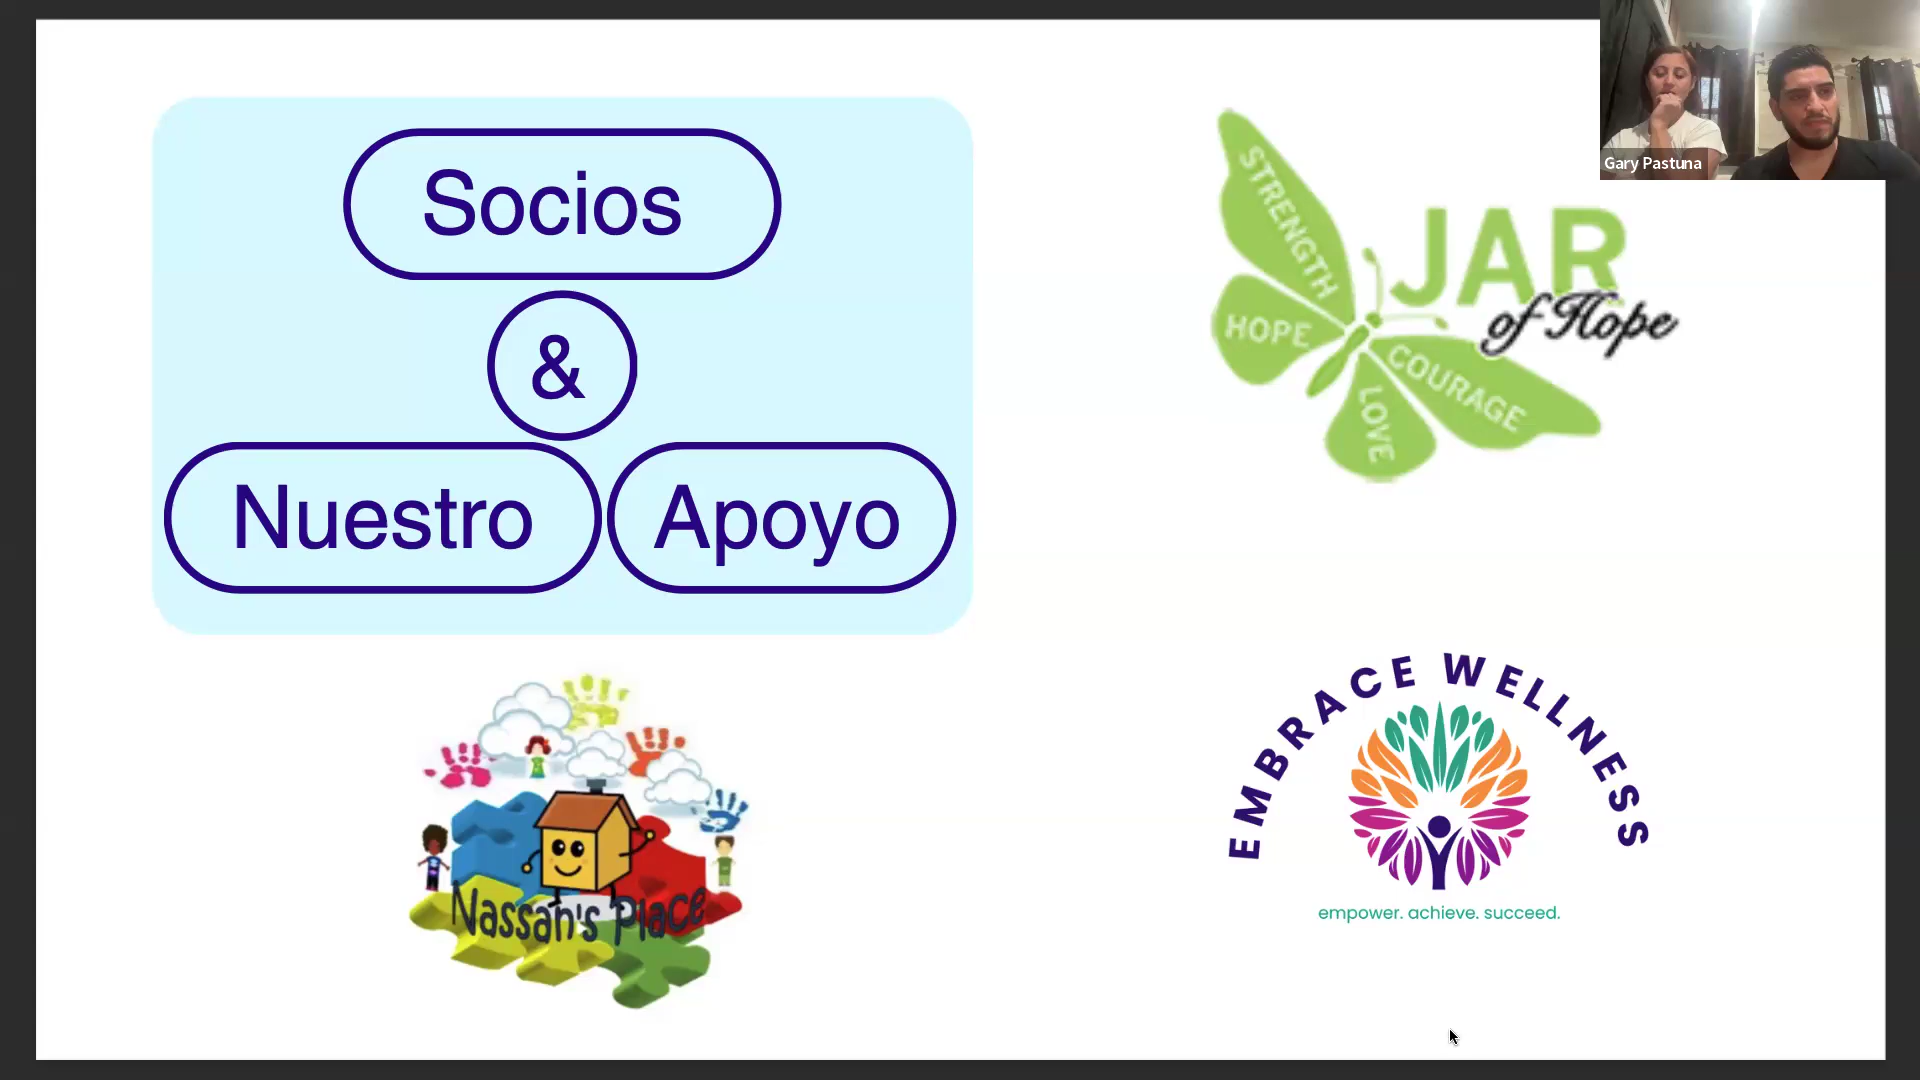 Socios
&
Nuestro Apoyo
STRENGTH
HOPE
COURAGE
LOVE
JAR
of Hope
Gary Pastuna
Nassan's Place
EMBRACE WELLNESS
empower. achieve. succeed.